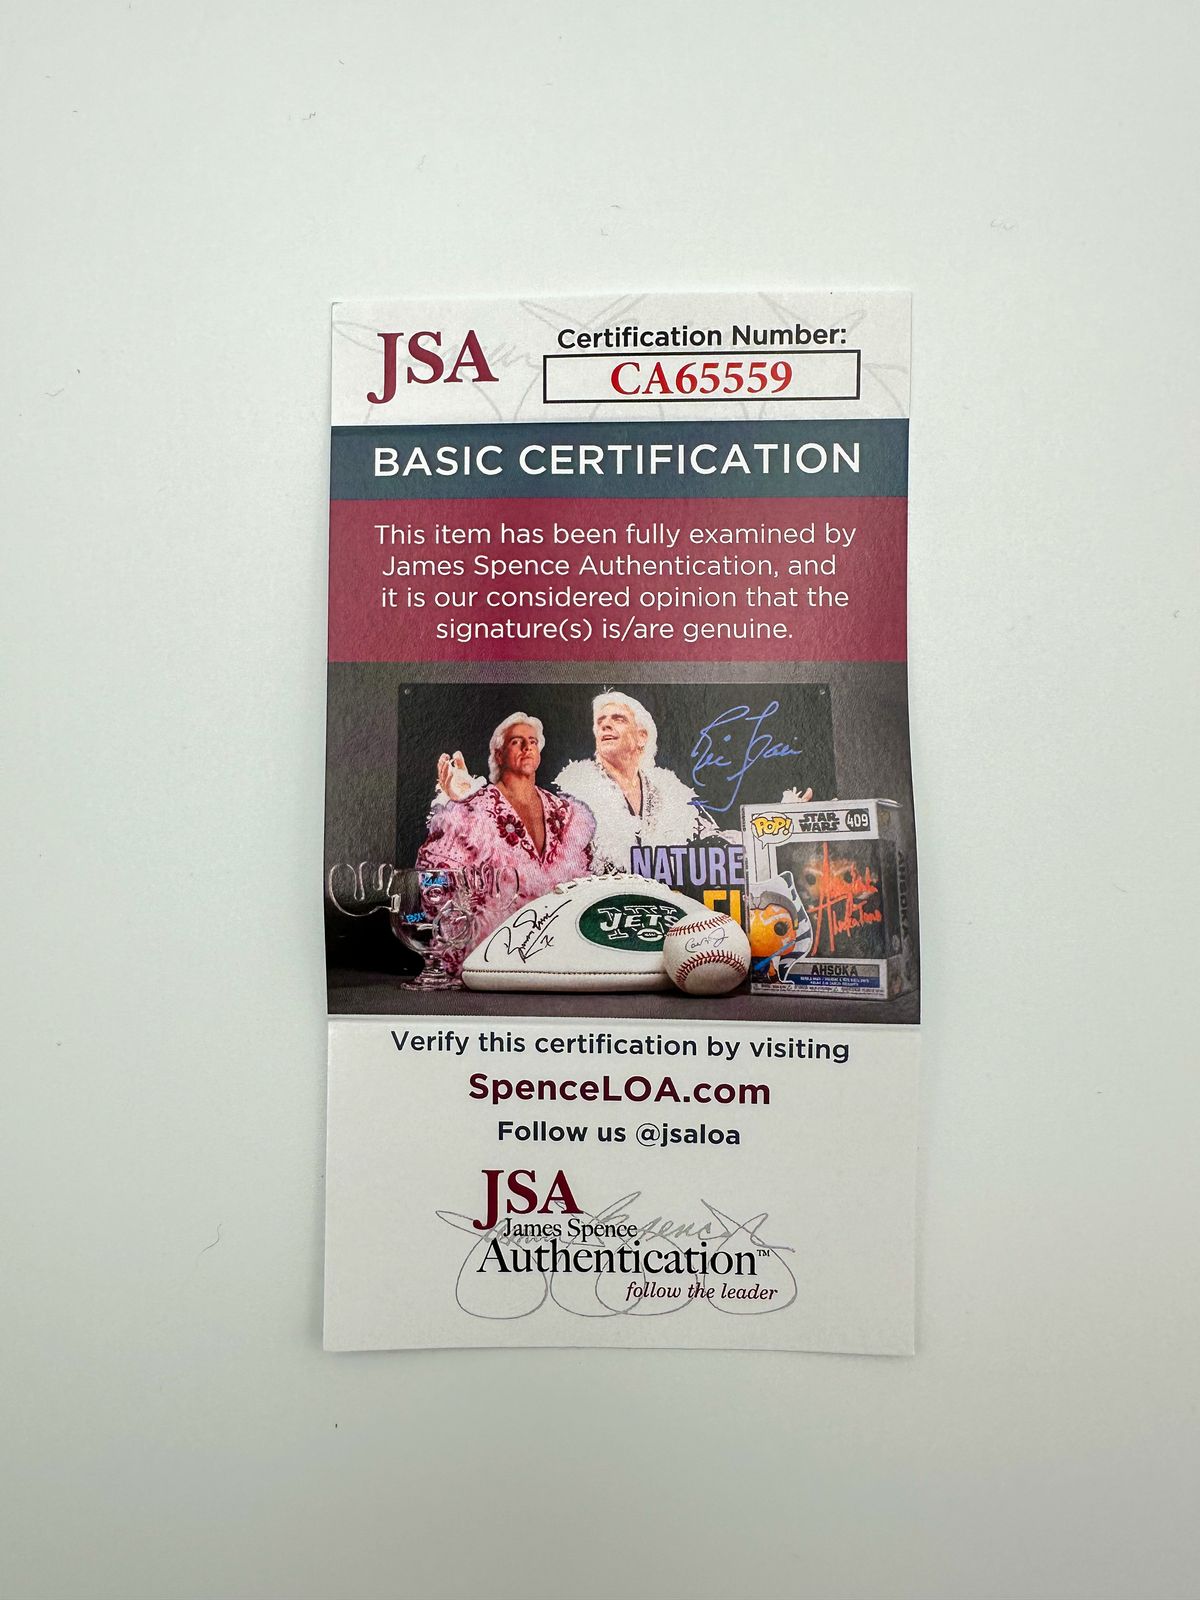 JSA
Certification Number:
CA65559
BASIC CERTIFICATION
This item has been fully examined by
James Spence Authentication, and
it is our considered opinion that the
signature(s) is/are genuine.
NATURE
POP!
STAR
WARS
409
JETS
AHSOKA
AHSOKA
Verify this certification by visiting
SpenceLOA.com
Follow us @jsaloa
JSA
James Spence
Authentication™
follow the leader